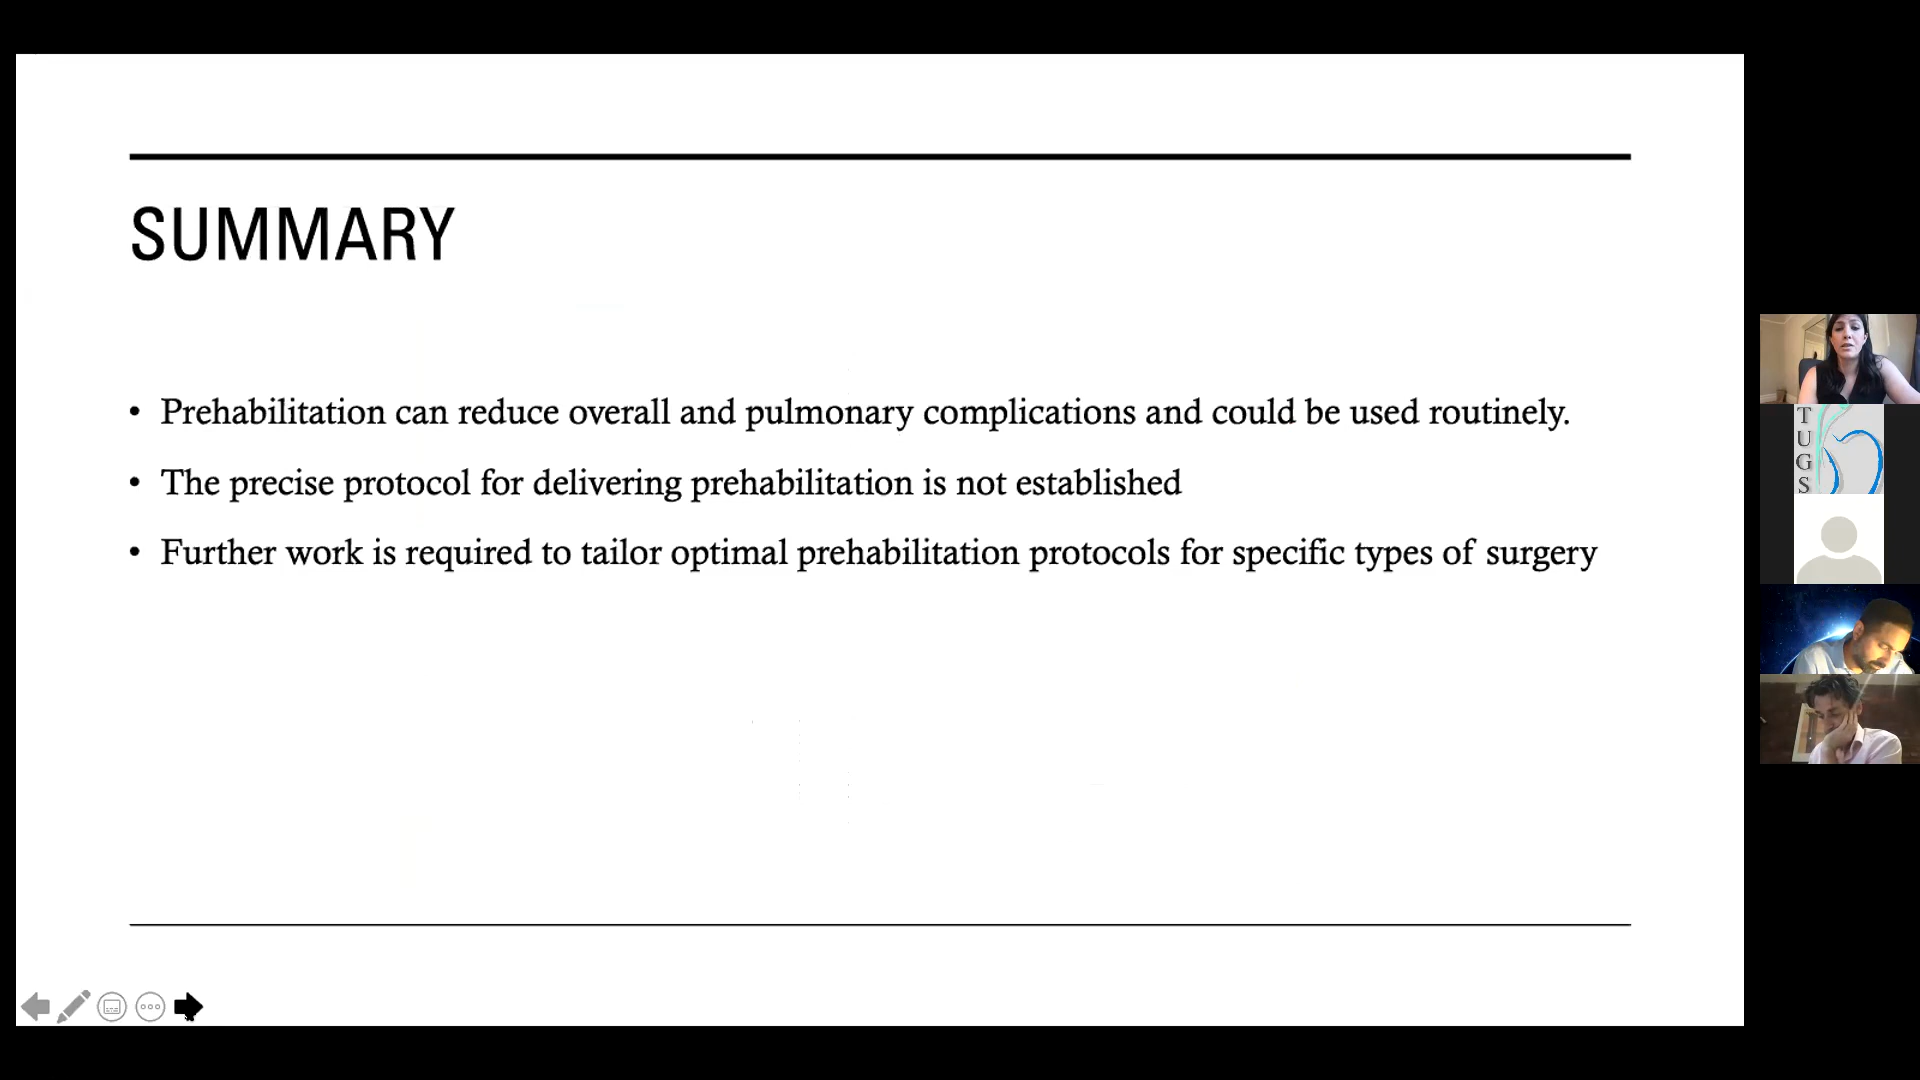 SUMMARY
• Prehabilitation can reduce overall and pulmonary complications and could be used routinely.
• The precise protocol for delivering prehabilitation is not established
• Further work is required to tailor optimal prehabilitation protocols for specific types of surgery
T
U
G
S